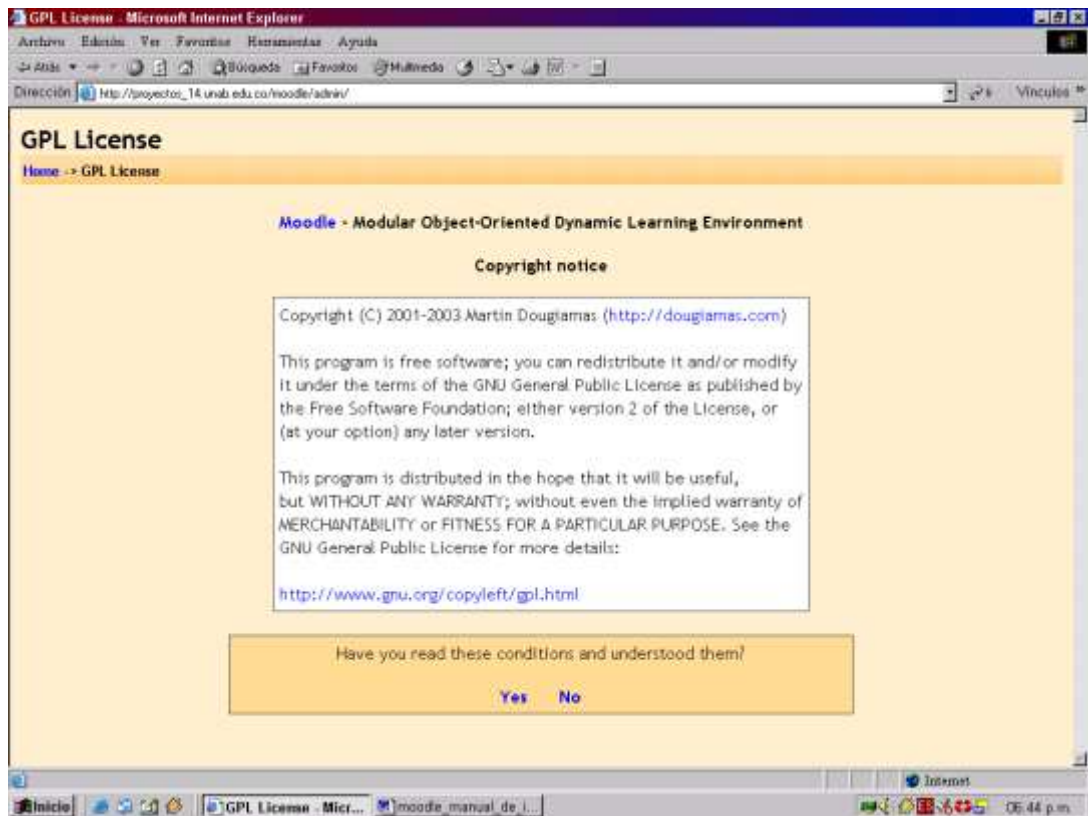 GPL License - Microsoft Internet Explorer
Archivo Edición Ver Favoritos Herramientas Ayuda
Atrás Búsqueda Favoritos Multimedia
Dirección http://proyectos_14.unab.edu.co/moodle/admin/ Vínculos »
GPL License
Home -> GPL License
Moodle - Modular Object-Oriented Dynamic Learning Environment
Copyright notice
Copyright (C) 2001-2003 Martin Dougiamas (http://dougiamas.com)
This program is free software; you can redistribute it and/or modify
it under the terms of the GNU General Public License as published by
the Free Software Foundation; either version 2 of the License, or
(at your option) any later version.
This program is distributed in the hope that it will be useful,
but WITHOUT ANY WARRANTY; without even the implied warranty of
MERCHANTABILITY or FITNESS FOR A PARTICULAR PURPOSE. See the
GNU General Public License for more details:
http://www.gnu.org/copyleft/gpl.html
Have you read these conditions and understood them?
Yes No
Internet
Inicio GPL License - Micr... moodle_manual_de_i... 06:44 p.m.